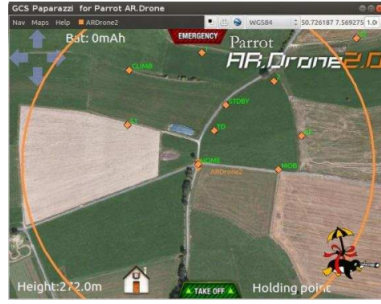 GCS Paparazzi for Parrot AR.Drone
Nav Maps Help ARDrone2 WGS84 50.726187 7.569275 1.0
Bat: 0mAh
EMERGENCY
Parrot
AR.Drone2.0
CLIMB
STDBY
TD
HOME
MOB
ARDrone2
Height:272.0m
TAKE OFF
Holding point